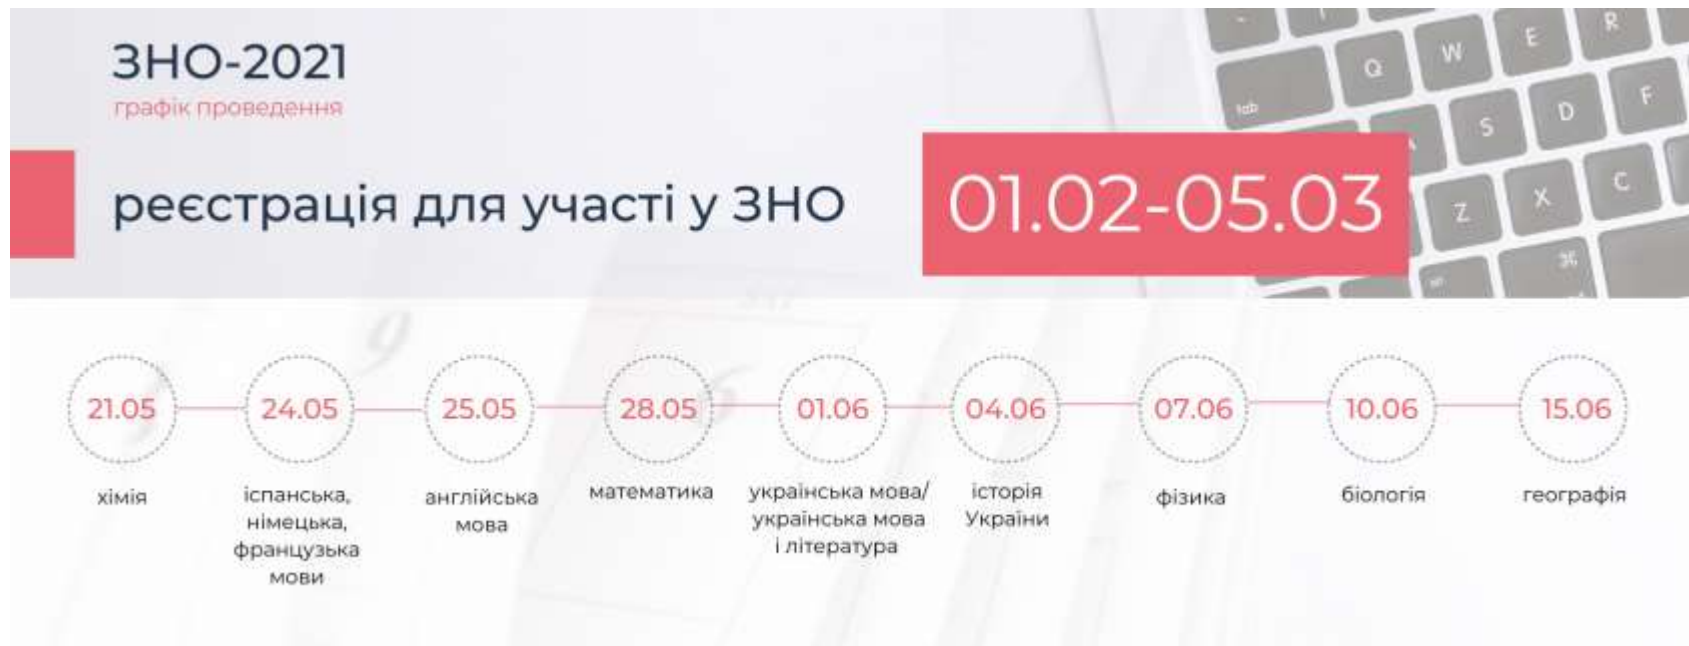 ЗНО-2021
графік проведення
реєстрація для участі у ЗНО
01.02-05.03
21.05
24.05
25.05
28.05
01.06
04.06
07.06
10.06
15.06
хімія
іспанська,
німецька,
французька
мови
англійська
мова
математика
українська мова/
українська мова
і література
історія
України
фізика
біологія
географія
tab
Q
W
E
R
S
D
F
Z
X
C
⌘